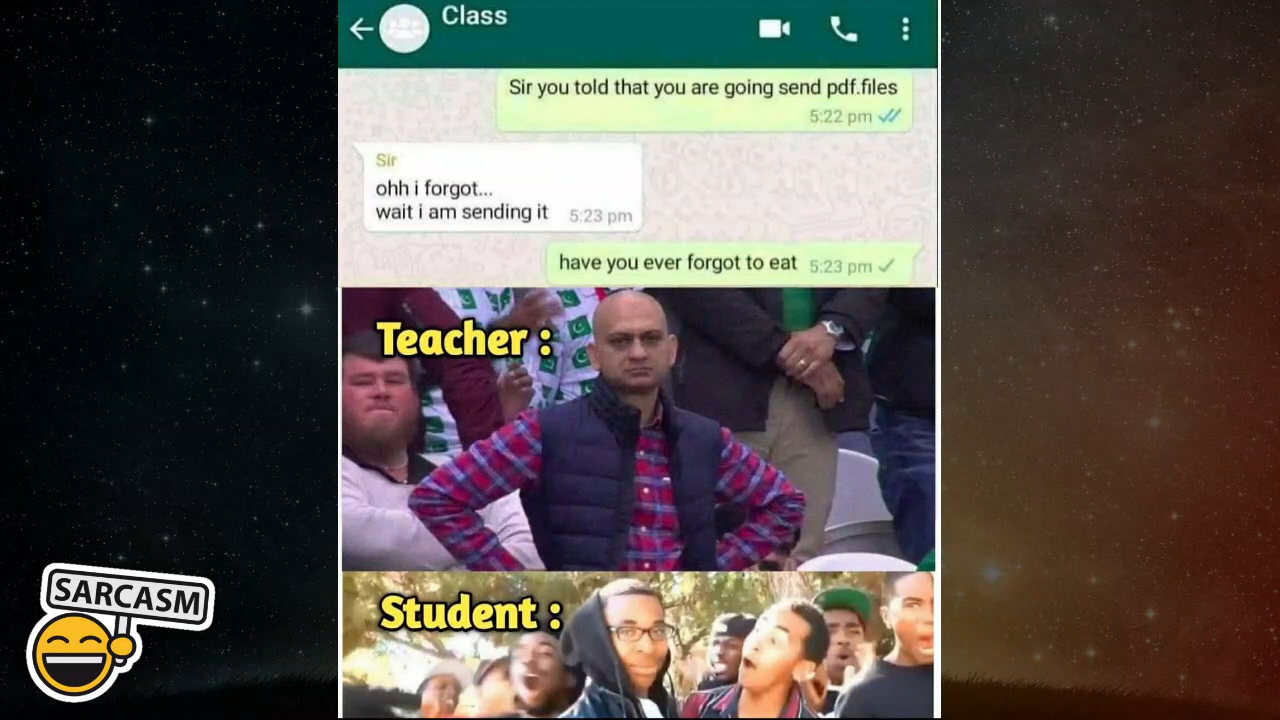 Class
Sir you told that you are going send pdf.files
5:22 pm
Sir
ohh i forgot...
wait i am sending it 5:23 pm
have you ever forgot to eat 5:23 pm
Teacher :
Student :
SARCASM